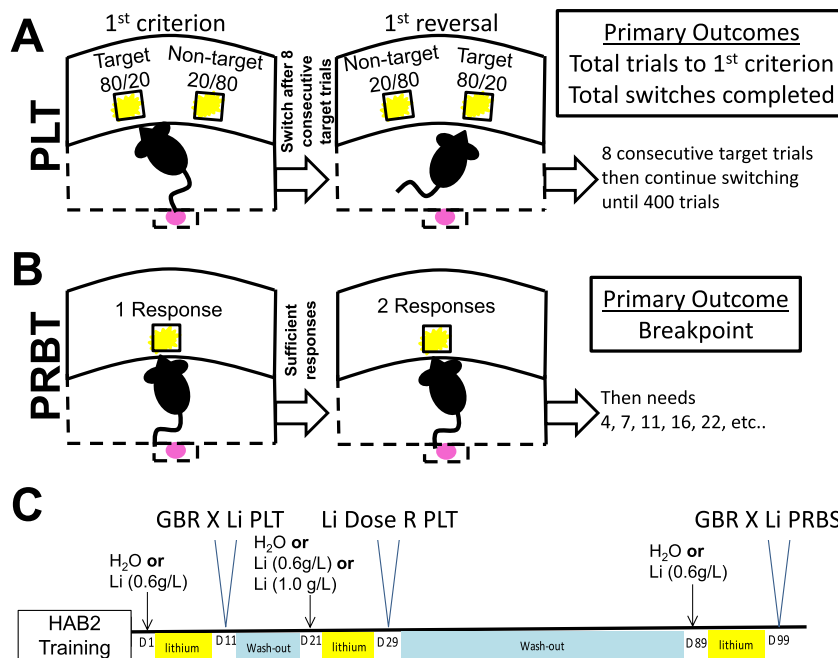 A
PLT
1st criterion
Target
80/20
Non-target
20/80
Switch after 8
consecutive
target trials
1st reversal
Non-target
20/80
Target
80/20
Primary Outcomes
Total trials to 1st criterion
Total switches completed
8 consecutive target trials
then continue switching
until 400 trials
B
PRBT
1 Response
Sufficient
responses
2 Responses
Primary Outcome
Breakpoint
Then needs
4, 7, 11, 16, 22, etc..
C
GBR X Li PLT
Li Dose R PLT
GBR X Li PRBS
H2O or
Li (0.6g/L)
H2O or
Li (0.6g/L) or
Li (1.0 g/L)
H2O or
Li (0.6g/L)
HAB2
Training
D1
lithium
D11
Wash-out
D21
lithium
D 29
Wash-out
D89
lithium
D99